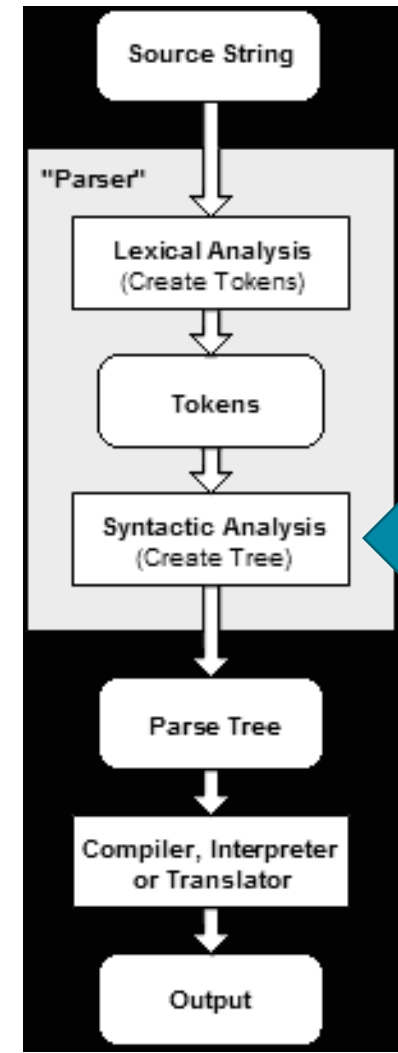 Source String
"Parser"
Lexical Analysis
(Create Tokens)
Tokens
Syntactic Analysis
(Create Tree)
Parse Tree
Compiler, Interpreter
or Translator
Output